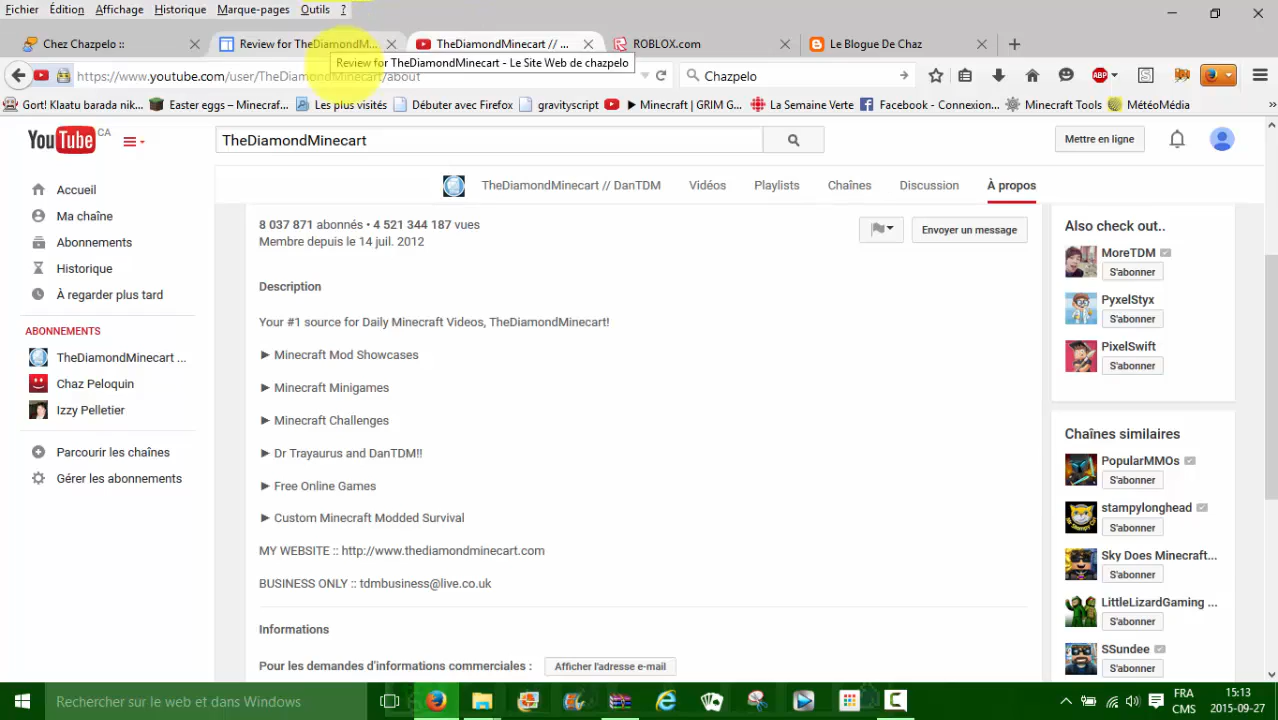 Fichier Édition Affichage Historique Marque-pages Outils ?
Chez Chazpelo :: Review for TheDiamondM... TheDiamondMinecart // ... ROBLOX.com Le Blogue De Chaz
Review for TheDiamondMinecart - Le Site Web de chazpelo
https://www.youtube.com/user/TheDiamondMinecart/about Chazpelo ABP
Gort! Klaatu barada nik... Easter eggs – Minecraf... Les plus visités Débuter avec Firefox gravityscript Minecraft | GRIM G... La Semaine Verte Facebook - Connexion... Minecraft Tools MétéoMédia
YouTube CA TheDiamondMinecart Mettre en ligne
TheDiamondMinecart // DanTDM Vidéos Playlists Chaînes Discussion À propos
Accueil
Ma chaîne
Abonnements
Historique
À regarder plus tard
ABONNEMENTS
TheDiamondMinecart ...
Chaz Peloquin
Izzy Pelletier
Parcourir les chaînes
Gérer les abonnements
8 037 871 abonnés • 4 521 344 187 vues
Membre depuis le 14 juil. 2012
Envoyer un message
Description
Your #1 source for Daily Minecraft Videos, TheDiamondMinecart!
► Minecraft Mod Showcases
► Minecraft Minigames
► Minecraft Challenges
► Dr Trayaurus and DanTDM!!
► Free Online Games
► Custom Minecraft Modded Survival
MY WEBSITE :: http://www.thediamondminecart.com
BUSINESS ONLY :: tdmbusiness@live.co.uk
Informations
Pour les demandes d'informations commerciales : Afficher l'adresse e-mail
Also check out..
MoreTDM
S'abonner
PyxelStyx
S'abonner
PixelSwift
S'abonner
Chaînes similaires
PopularMMOs
S'abonner
stampylonghead
S'abonner
Sky Does Minecraft...
S'abonner
LittleLizardGaming ...
S'abonner
SSundee
S'abonner
Rechercher sur le web et dans Windows
FRA 15:13
CMS 2015-09-27